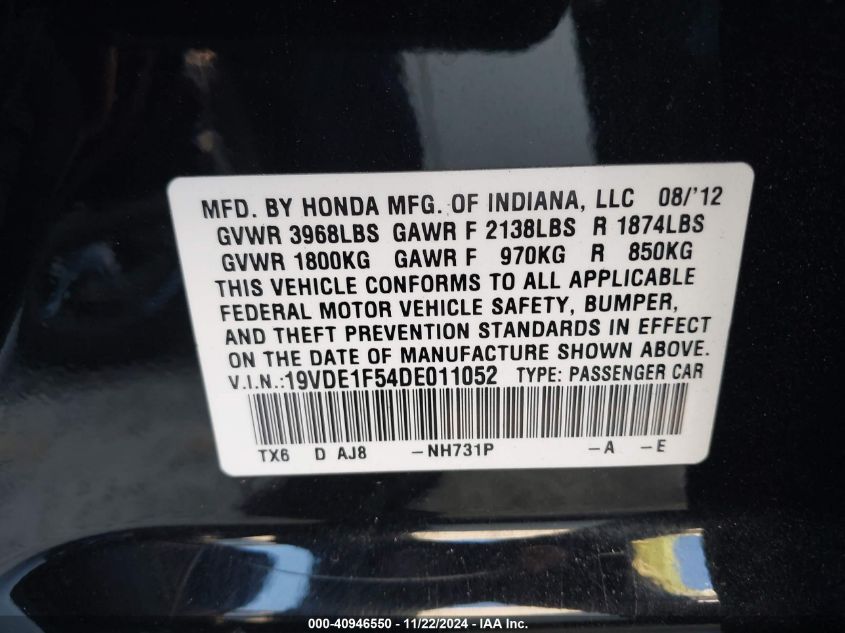 MFD. BY HONDA MFG. OF INDIANA, LLC 08/'12
GVWR 3968LBS GAWR F 2138LBS R 1874LBS
GVWR 1800KG GAWR F 970KG R 850KG
THIS VEHICLE CONFORMS TO ALL APPLICABLE
FEDERAL MOTOR VEHICLE SAFETY, BUMPER,
AND THEFT PREVENTION STANDARDS IN EFFECT
ON THE DATE OF MANUFACTURE SHOWN ABOVE.
V.I.N.:19VDE1F54DE011052 TYPE: PASSENGER CAR
TX6 D AJ8 -NH731P -A -E
000-40946550 - 11/22/2024 - IAA Inc.